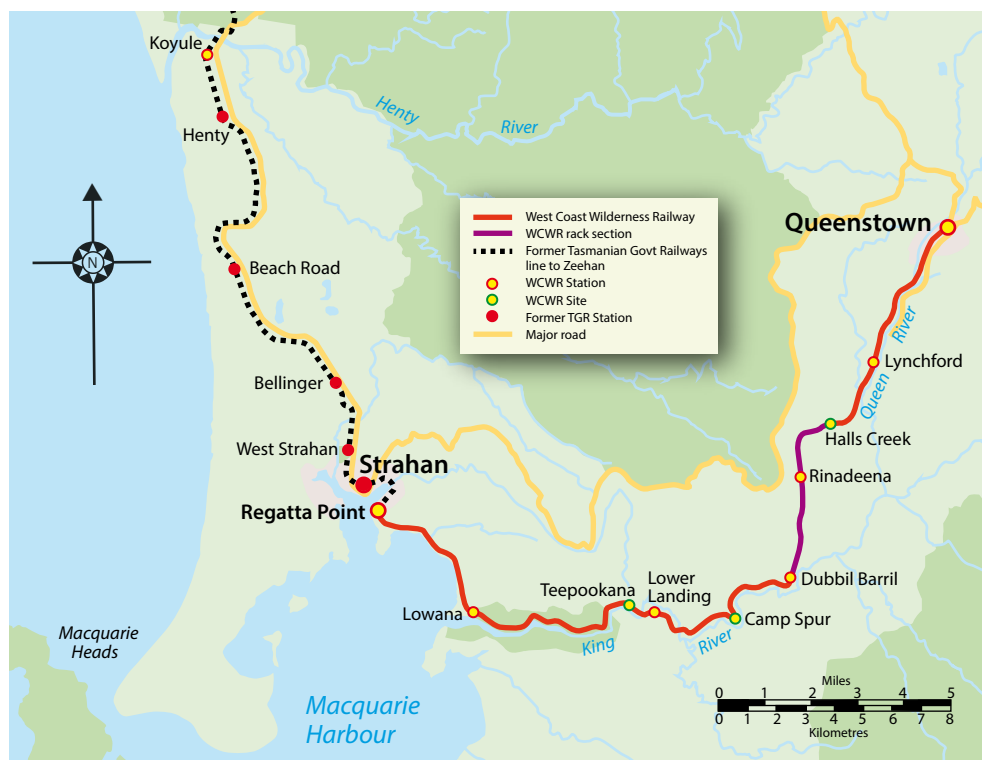 Koyule
Henty
Henty
River
N
Beach Road
Bellinger
West Strahan
Strahan
Regatta Point
West Coast Wilderness Railway
WCWR rack section
Former Tasmanian Govt Railways
line to Zeehan
WCWR Station
WCWR Site
Former TGR Station
Major road
Queenstown
Queen
River
Lynchford
Halls Creek
Rinadeena
Dubbil Barril
Camp Spur
Lower
Landing
Teepookana
Lowana
King
River
Macquarie
Heads
Macquarie
Harbour
Miles
0 1 2 3 4 5
0 1 2 3 4 5 6 7 8
Kilometres